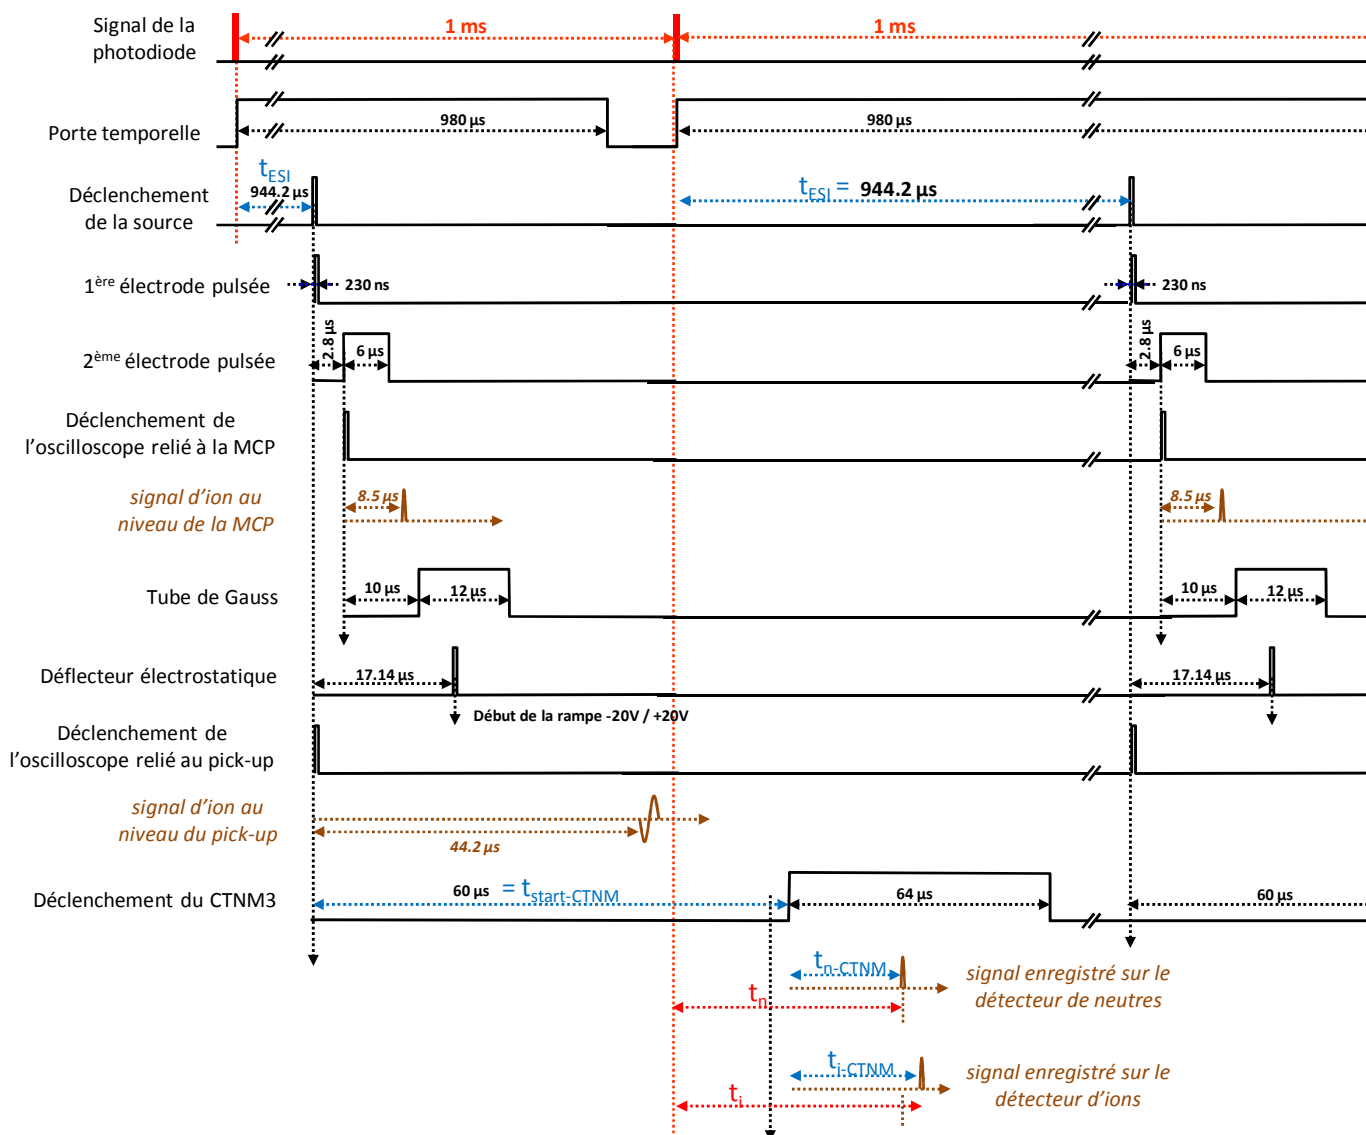 Signal de la
photodiode
1 ms
1 ms
Porte temporelle
980 µs
980 µs
Déclenchement
de la source
tESI
944.2 µs
tESI = 944.2 µs
1ère électrode pulsée
230 ns
230 ns
2ème électrode pulsée
2.8 µs
6 µs
2.8 µs
6 µs
Déclenchement de
l'oscilloscope relié à la MCP
signal d'ion au
niveau de la MCP
8.5 µs
8.5 µs
Tube de Gauss
10 µs
12 µs
10 µs
12 µs
Déflecteur électrostatique
17.14 µs
17.14 µs
Début de la rampe -20V / +20V
Déclenchement de
l'oscilloscope relié au pick-up
signal d'ion au
niveau du pick-up
44.2 µs
Déclenchement du CTNM3
60 µs = tstart-CTNM
64 µs
60 µs
tn-CTNM
tn
signal enregistré sur le
détecteur de neutres
ti-CTNM
ti
signal enregistré sur le
détecteur d'ions